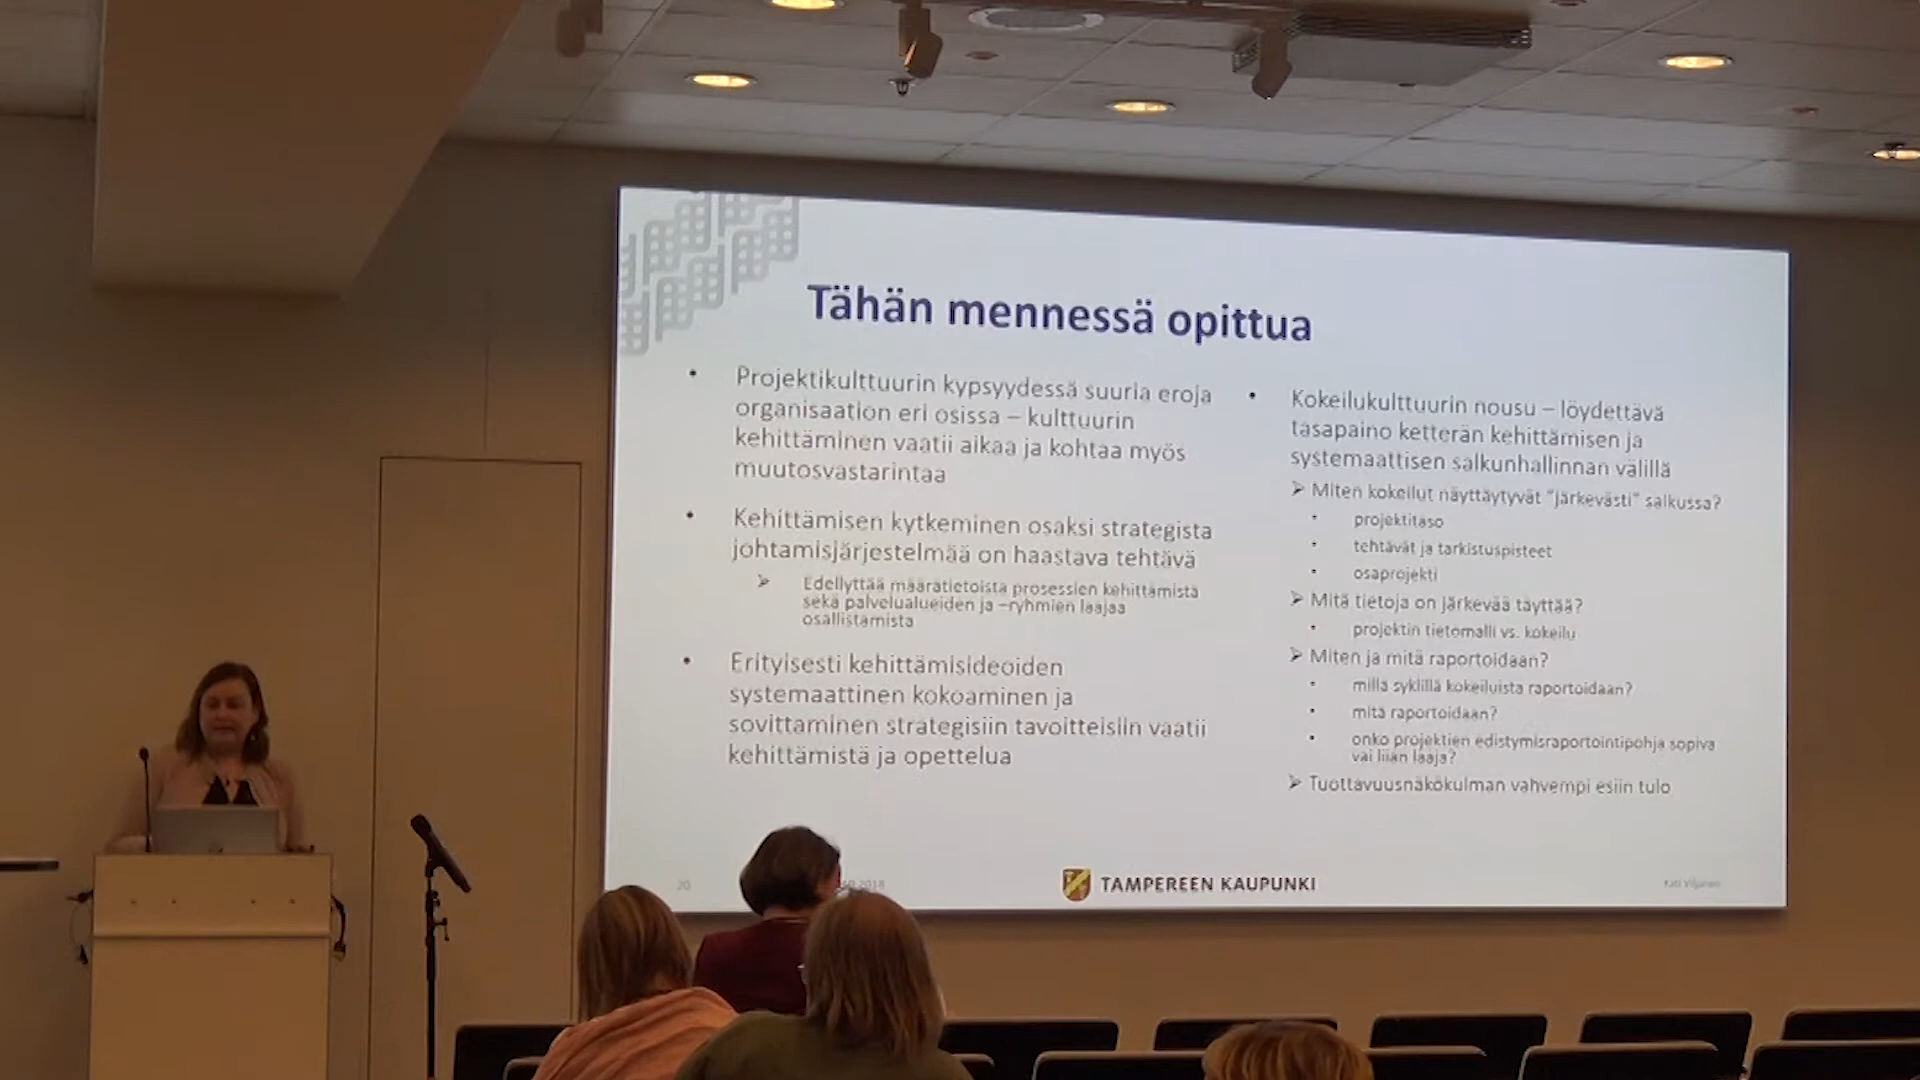 Tähän mennessä opittua
Projektikulttuurin kypsyydessä suuria eroja
organisaation eri osissa – kulttuurin
kehittäminen vaatii aikaa ja kohtaa myös
muutosvastarintaa
Kehittämisen kytkeminen osaksi strategista
johtamisjärjestelmää on haastava tehtävä
➢ Edellyttää määrätietoista prosessien kehittämistä
sekä palvelualueiden ja –ryhmien laajaa
osallistamista
Erityisesti kehittämisideoiden
systemaattinen kokoaminen ja
sovittaminen strategisiin tavoitteisiin vaatii
kehittämistä ja opettelua
Kokeilukulttuurin nousu – löydettävä
tasapaino ketterän kehittämisen ja
systemaattisen salkunhallinnan välillä
➢ Miten kokeilut näyttäytyvät "järkevästi" salkussa?
projektitaso
tehtävät ja tarkistuspisteet
osaprojekti
➢ Mitä tietoja on järkevää täyttää?
projektin tietomalli vs. kokeilu
➢ Miten ja mitä raportoidaan?
millä syklillä kokeiluista raportoidaan?
mitä raportoidaan?
onko projektien edistymisraportointipohja sopiva
vai liian laaja?
➢ Tuottavuusnäkökulman vahvempi esiin tulo
20
2018
TAMPEREEN KAUPUNKI
Kati Viljanen